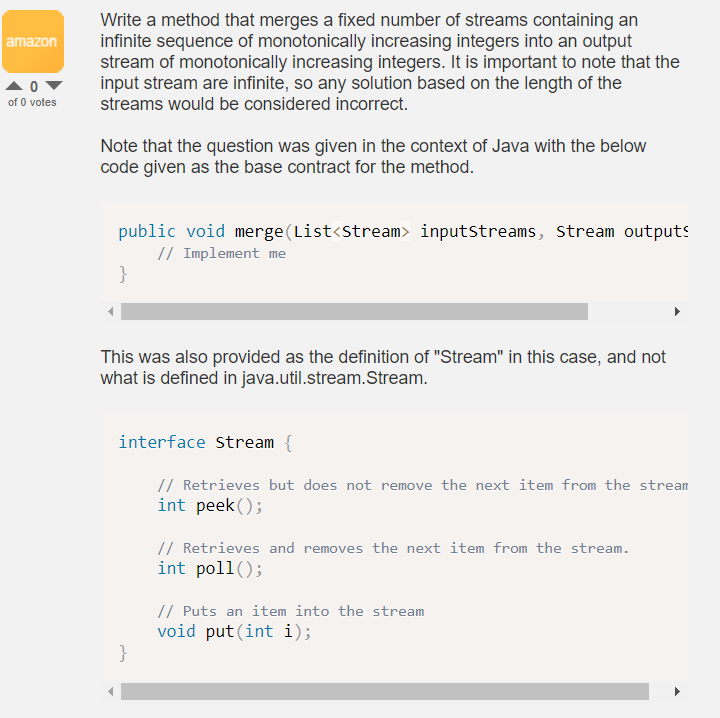 amazon
0
of 0 votes
Write a method that merges a fixed number of streams containing an
infinite sequence of monotonically increasing integers into an output
stream of monotonically increasing integers. It is important to note that the
input stream are infinite, so any solution based on the length of the
streams would be considered incorrect.
Note that the question was given in the context of Java with the below
code given as the base contract for the method.
public void merge(List<Stream> inputStreams, Stream outputS
// Implement me
}
This was also provided as the definition of "Stream" in this case, and not
what is defined in java.util.stream.Stream.
interface Stream {
// Retrieves but does not remove the next item from the stream
int peek();
// Retrieves and removes the next item from the stream.
int poll();
// Puts an item into the stream
void put(int i);
}